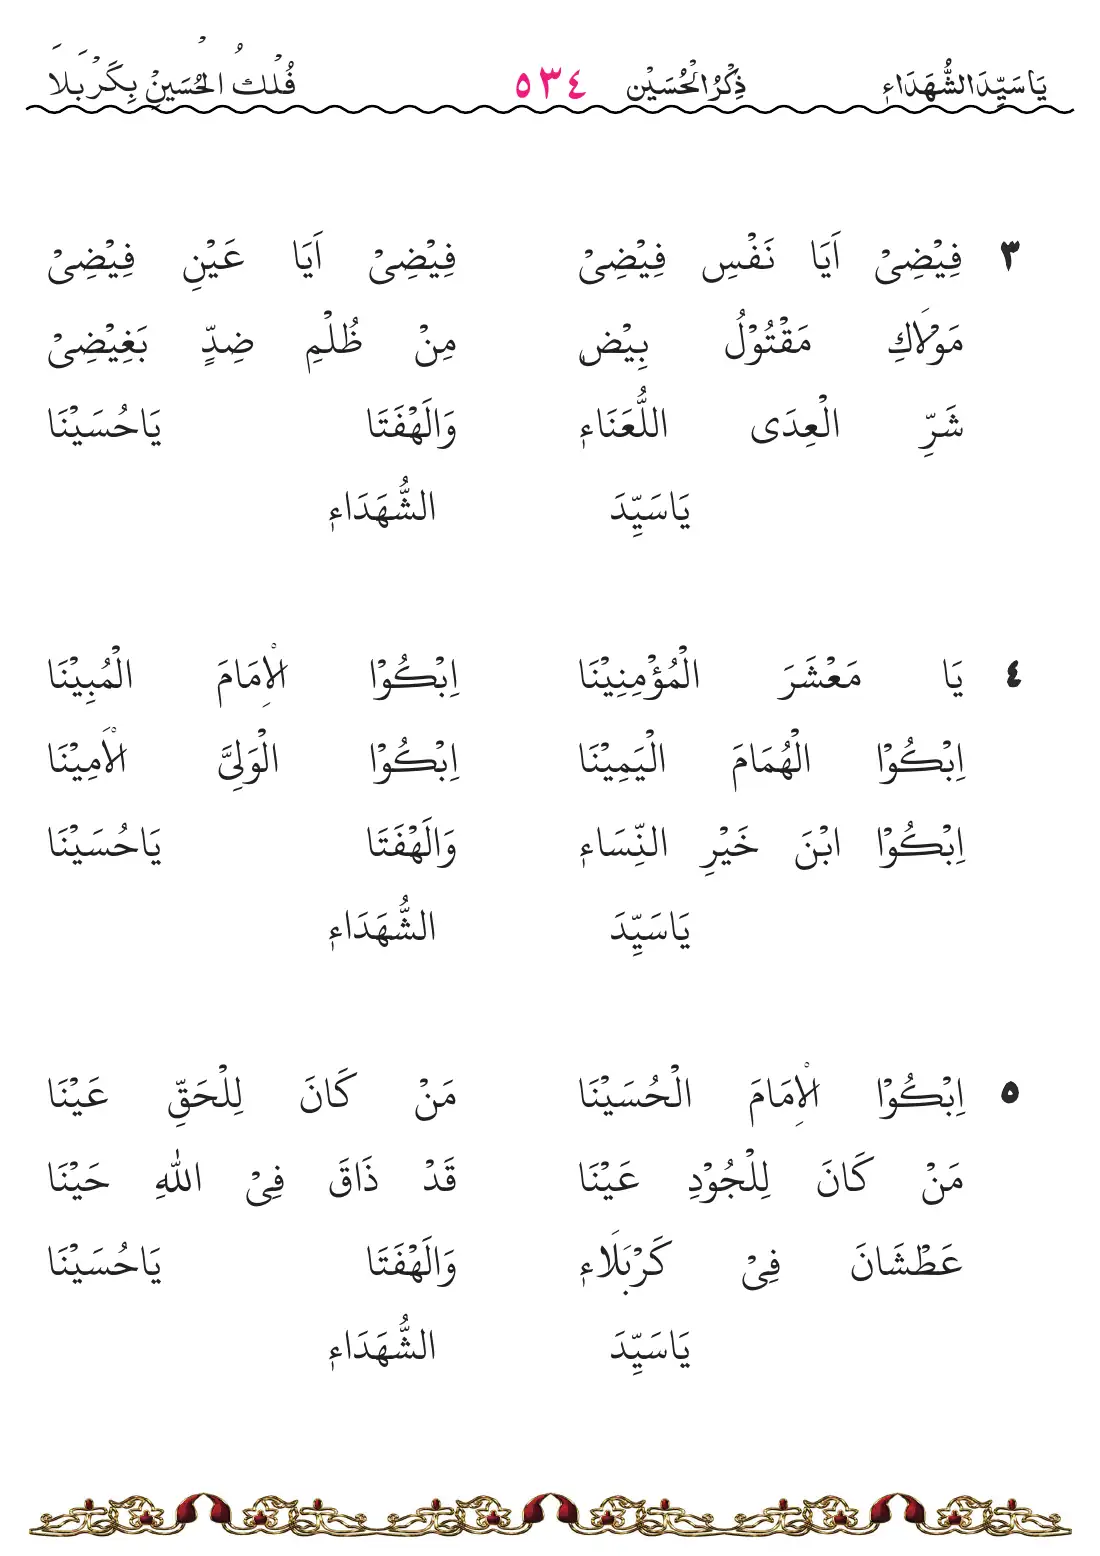 يَاسَيِّدَالشُّهَدَاءِ ذِكْرُالْحُسَيْن ٥٣٤ فُلْكُ الْحُسَيْنْ بِكَرْبَلَا
٣ فِيْضِىْ اَيَا نَفْسِ فِيْضِىْ فِيْضِىْ اَيَا عَيْنِ فِيْضِىْ
مَوْلَاكِ مَقْتُوْلُ بِيْضٍ مِنْ ظُلْمِ ضِدٍّ بَغِيْضِىْ
شَرِّ الْعِدَى اللُّعَنَاءِ وَالَهْفَتَا يَاحُسَيْنَا
يَاسَيِّدَ الشُّهَدَاءِ
٤ يَا مَعْشَرَ الْمُؤْمِنِيْنَا اِبْكُوْا الْاِمَامَ الْمُبِيْنَا
اِبْكُوْا الْهُمَامَ الْيَمِيْنَا اِبْكُوْا الْوَلِىَّ الْاَمِيْنَا
اِبْكُوْا ابْنَ خَيْرِ النِّسَاءِ وَالَهْفَتَا يَاحُسَيْنَا
يَاسَيِّدَ الشُّهَدَاءِ
٥ اِبْكُوْا الْاِمَامَ الْحُسَيْنَا مَنْ كَانَ لِلْحَقِّ عَيْنَا
مَنْ كَانَ لِلْجُوْدِ عَيْنَا قَدْ ذَاقَ فِىْ اللهِ حَيْنَا
عَطْشَانَ فِىْ كَرْبَلَاءِ وَالَهْفَتَا يَاحُسَيْنَا
يَاسَيِّدَ الشُّهَدَاءِ